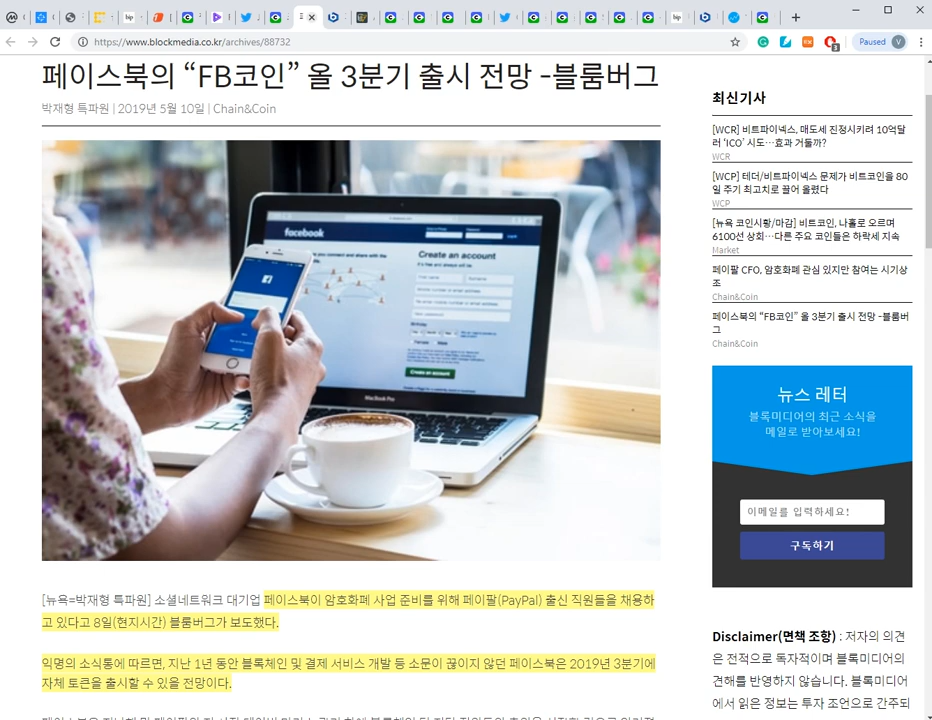 https://www.blockmedia.co.kr/archives/88732
Paused
V
페이스북의 “FB코인” 올 3분기 출시 전망 -블룸버그
박재형 특파원 | 2019년 5월 10일 | Chain&Coin
facebook
Create an account
Create an account
MacBook Pro
[뉴욕=박재형 특파원] 소셜네트워크 대기업 페이스북이 암호화폐 사업 준비를 위해 페이팔(PayPal) 출신 직원들을 채용하
고 있다고 8일(현지시간) 블룸버그가 보도했다.
익명의 소식통에 따르면, 지난 1년 동안 블록체인 및 결제 서비스 개발 등 소문이 끊이지 않던 페이스북은 2019년 3분기에
자체 토큰을 출시할 수 있을 전망이다.
최신기사
[WCR] 비트파이넥스, 매도세 진정시키려 10억달
러 ‘ICO’ 시도…효과 거둘까?
WCR
[WCP] 테더/비트파이넥스 문제가 비트코인을 80
일 주기 최고치로 끌어 올렸다
WCP
[뉴욕 코인시황/마감] 비트코인, 나홀로 오르며
6100선 상회…다른 주요 코인들은 하락세 지속
Market
페이팔 CFO, 암호화폐 관심 있지만 참여는 시기상
조
Chain&Coin
페이스북의 “FB코인” 올 3분기 출시 전망 -블룸버
그
Chain&Coin
뉴스 레터
블록미디어의 최근 소식을
메일로 받아보세요!
이메일를 입력하세요!
구독하기
Disclaimer(면책 조항) : 저자의 의견
은 전적으로 독자적이며 블록미디어의
견해를 반영하지 않습니다. 블록미디어
에서 읽은 정보는 투자 조언으로 간주되